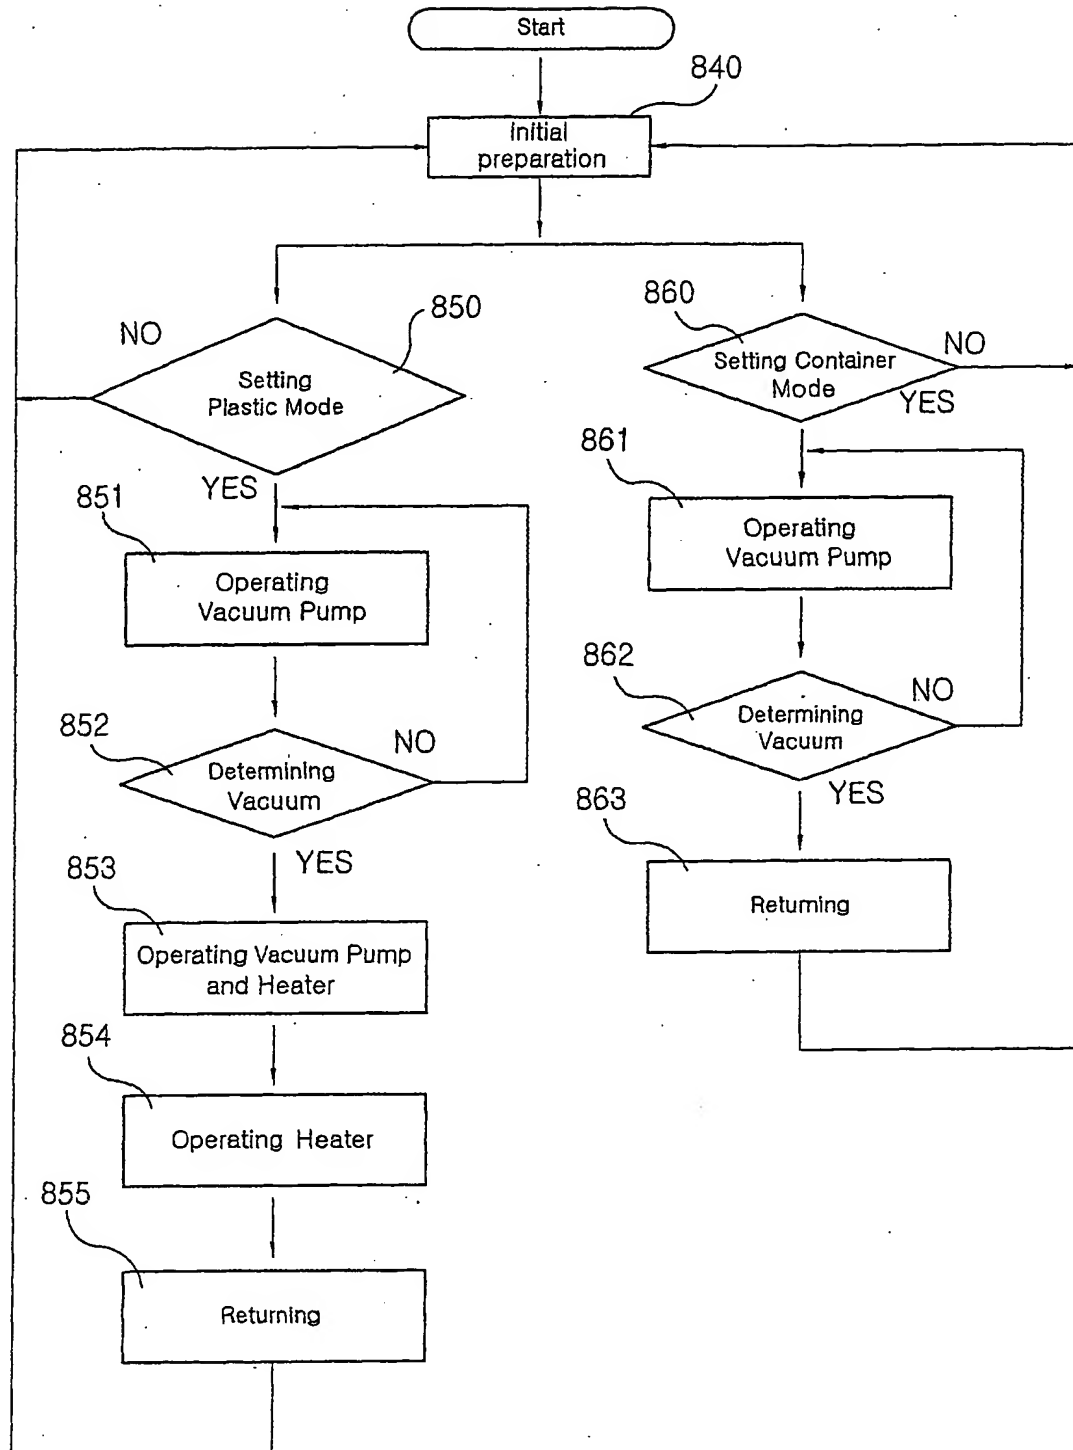 Start
840
Initial
preparation
850
NO
Setting
Plastic Mode
YES
851
Operating
Vacuum Pump
852
NO
Determining
Vacuum
YES
853
Operating Vacuum Pump
and Heater
854
Operating Heater
855
Returning
860
NO
Setting Container
Mode
YES
861
Operating
Vacuum Pump
862
NO
Determining
Vacuum
YES
863
Returning